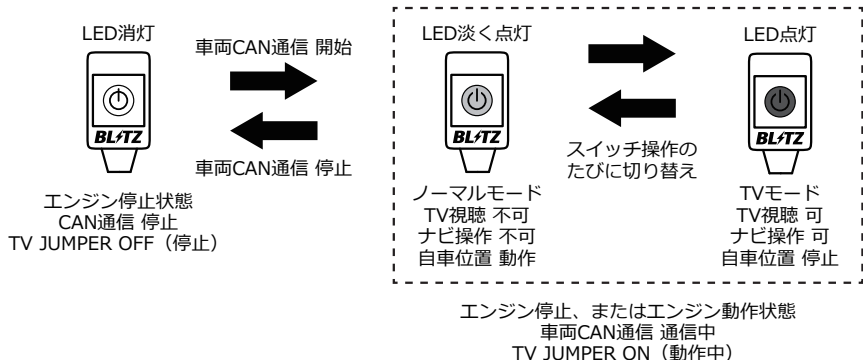 LED消灯
BLITZ
エンジン停止状態
CAN通信 停止
TV JUMPER OFF（停止）
車両CAN通信 開始
車両CAN通信 停止
LED淡く点灯
BLITZ
ノーマルモード
TV視聴 不可
ナビ操作 不可
自車位置 動作
スイッチ操作の
たびに切り替え
LED点灯
BLITZ
TVモード
TV視聴 可
ナビ操作 可
自車位置 停止
エンジン停止、またはエンジン動作状態
車両CAN通信 通信中
TV JUMPER ON（動作中）